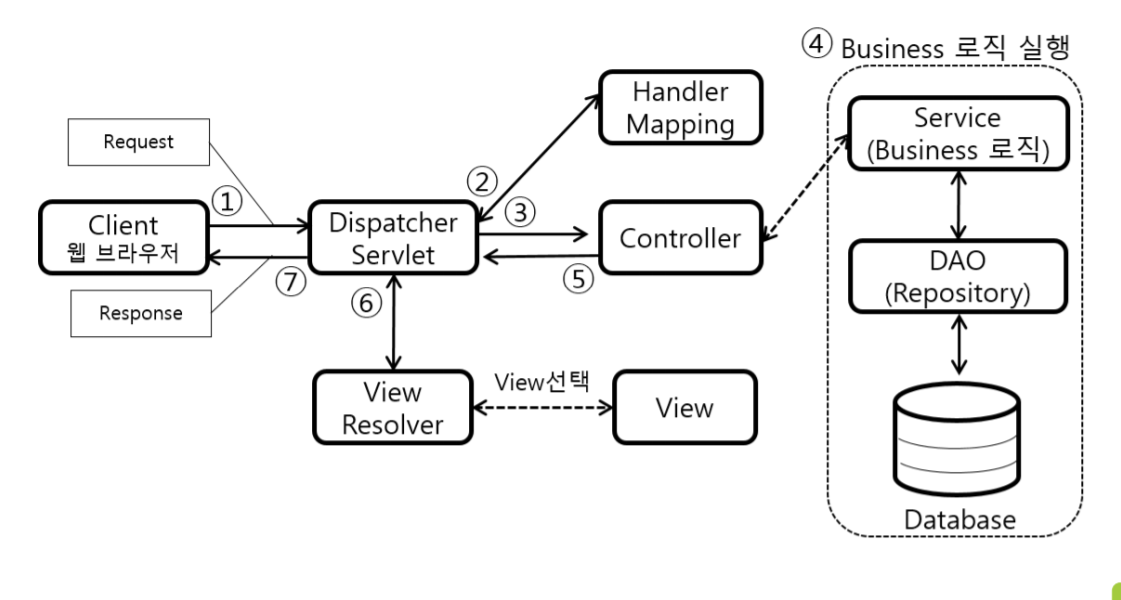 ④ Business 로직 실행
Handler
Mapping
Service
(Business 로직)
Request
②
①
③
Client
웹 브라우저
Dispatcher
Servlet
Controller
DAO
(Repository)
⑦
⑥
⑤
Response
View선택
View
Resolver
View
Database